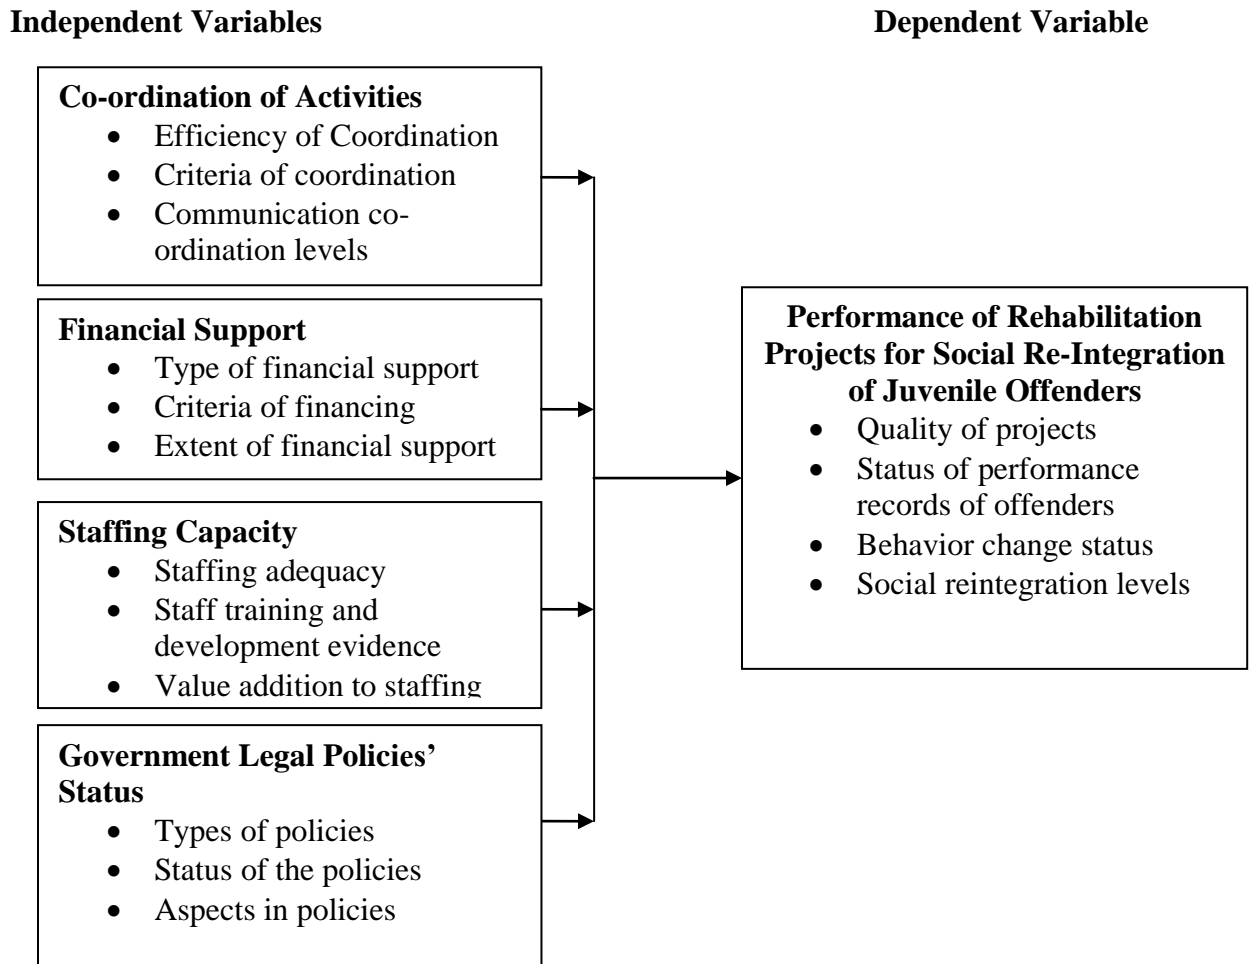 Independent Variables
Dependent Variable
Co-ordination of Activities
• Efficiency of Coordination
• Criteria of coordination
• Communication co-
ordination levels
Financial Support
• Type of financial support
• Criteria of financing
• Extent of financial support
Staffing Capacity
• Staffing adequacy
• Staff training and
development evidence
• Value addition to staffing
Government Legal Policies’
Status
• Types of policies
• Status of the policies
• Aspects in policies
Performance of Rehabilitation
Projects for Social Re-Integration
of Juvenile Offenders
• Quality of projects
• Status of performance
records of offenders
• Behavior change status
• Social reintegration levels